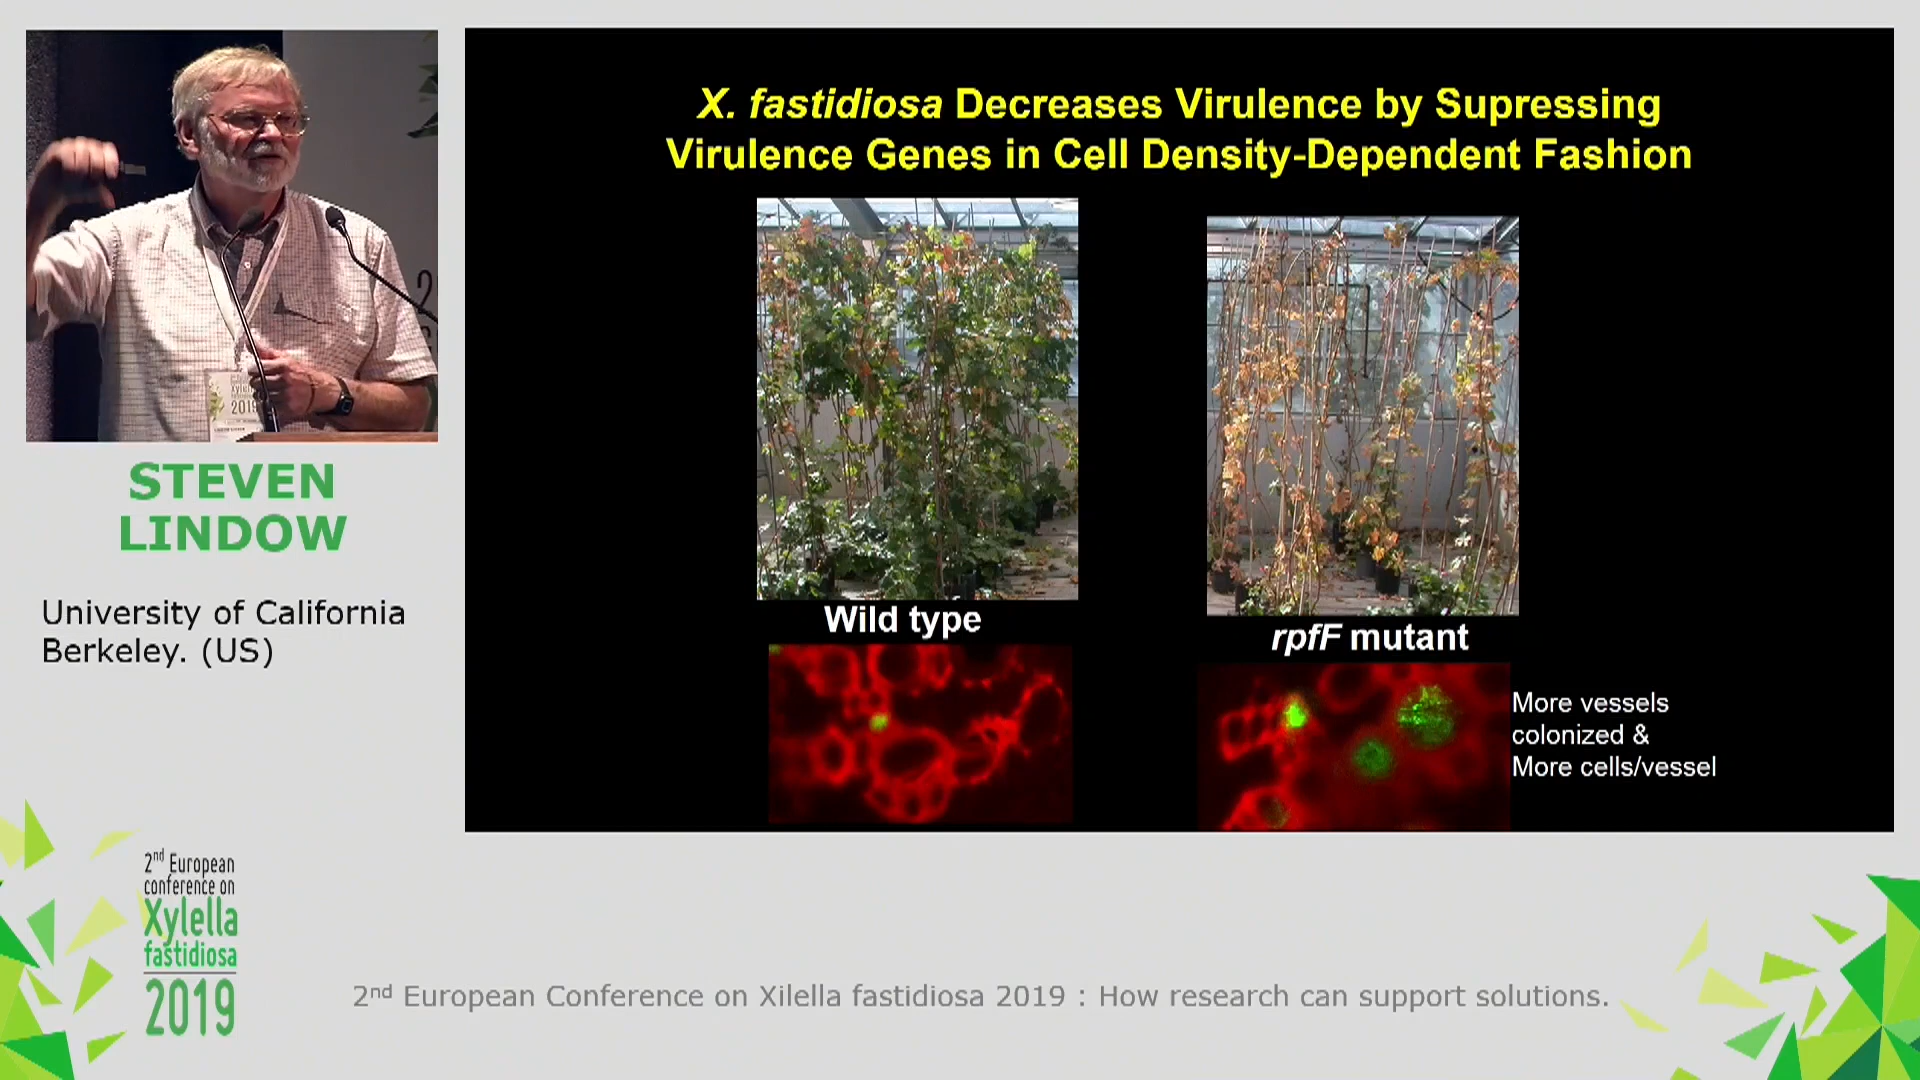 X. fastidiosa Decreases Virulence by Supressing
Virulence Genes in Cell Density-Dependent Fashion
Wild type
rpfF mutant
More vessels
colonized &
More cells/vessel
STEVEN
LINDOW
University of California
Berkeley. (US)
2nd European
conference on
Xylella
fastidiosa
2019
2nd European Conference on Xilella fastidiosa 2019 : How research can support solutions.